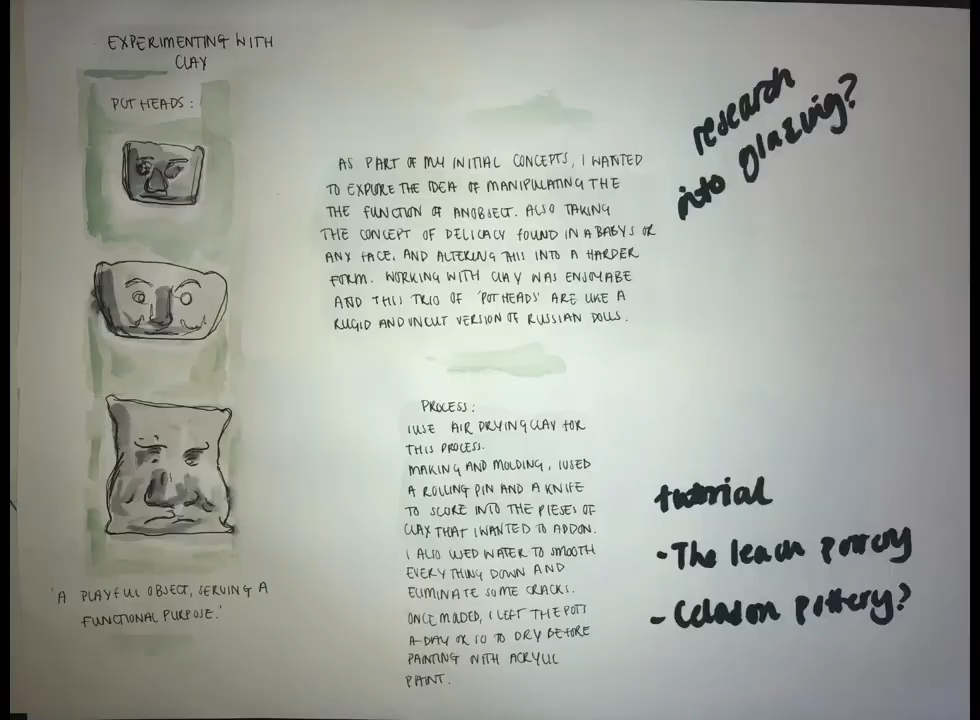 EXPERIMENTING WITH
CLAY
POT HEADS:
'A PLAYFUL OBJECT, SERVING A
FUNCTIONAL PURPOSE.'
AS PART OF MY INITIAL CONCEPTS, I WANTED
TO EXPLORE THE IDEA OF MANIPULATING THE
THE FUNCTION OF AN OBJECT. ALSO TAKING
THE CONCEPT OF DELICACY FOUND IN A BABYS OR
ANY FACE, AND ALTERING THIS INTO A HARDER
FORM. WORKING WITH CLAY WAS ENJOYABE
AND THIS TRIO OF 'POT HEADS' ARE LIKE A
RUGID AND UNCUT VERSION OF RUSSIAN DOLLS.
PROCESS:
I USE AIR DRYING CLAY FOR
THIS PROCESS.
MAKING AND MOLDING, I USED
A ROLLING PIN AND A KNIFE
TO SCORE INTO THE PIESES OF
CLAY THAT I WANTED TO ADD ON.
I ALSO USED WATER TO SMOOTH
EVERYTHING DOWN AND
ELIMINATE SOME CRACKS.
ONCE MOLDED, I LEFT THE POTS
A DAY OR SO TO DRY BEFORE
PAINTING WITH ACRYLIC
PAINT.
research
into glazing?
tutorial
- The leach pottery
- Celadon pottery?